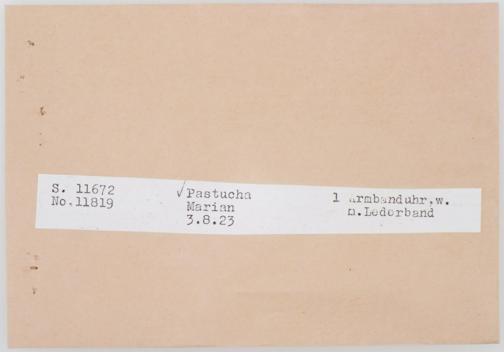 S. 11672
No.11819
✓Pastucha
Marian
3.8.23
1 armbanduhr,w.
m.Lederband